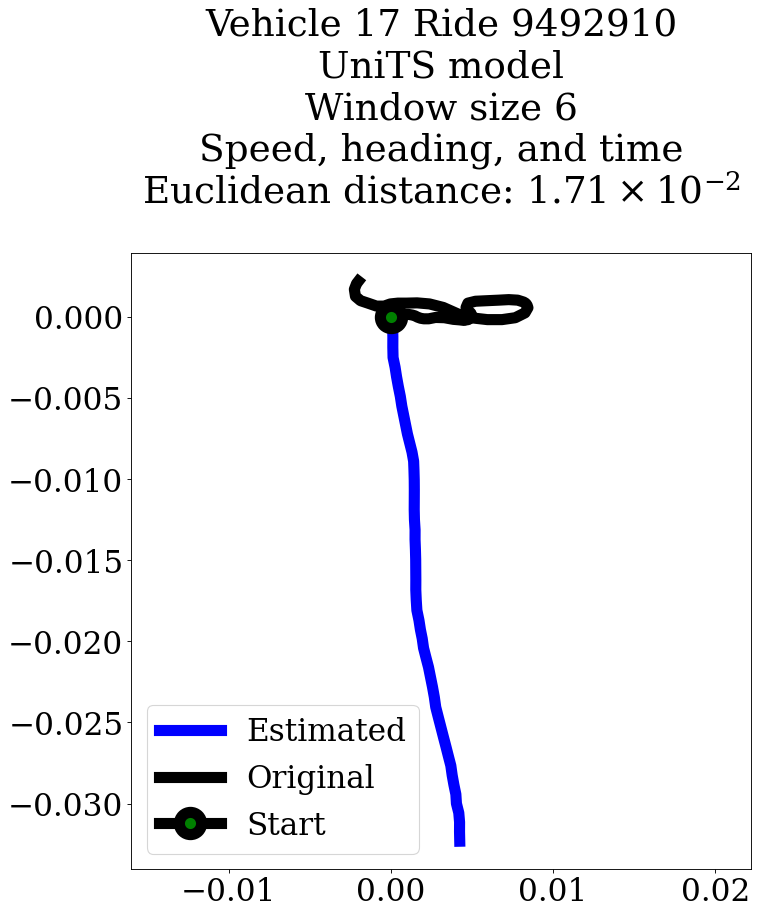 Vehicle 17 Ride 9492910
UniTS model
Window size 6
Speed, heading, and time
Euclidean distance: 1.71 × 10⁻²
0.000
−0.005
−0.010
−0.015
−0.020
−0.025
−0.030
Estimated
Original
Start
−0.01 0.00 0.01 0.02